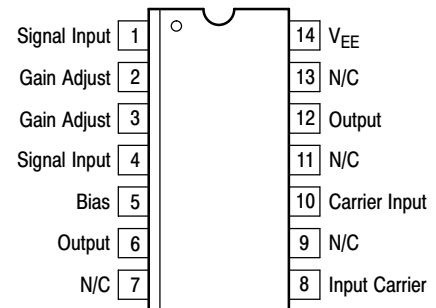 Signal Input 1
Gain Adjust 2
Gain Adjust 3
Signal Input 4
Bias 5
Output 6
N/C 7
14 VEE
13 N/C
12 Output
11 N/C
10 Carrier Input
9 N/C
8 Input Carrier